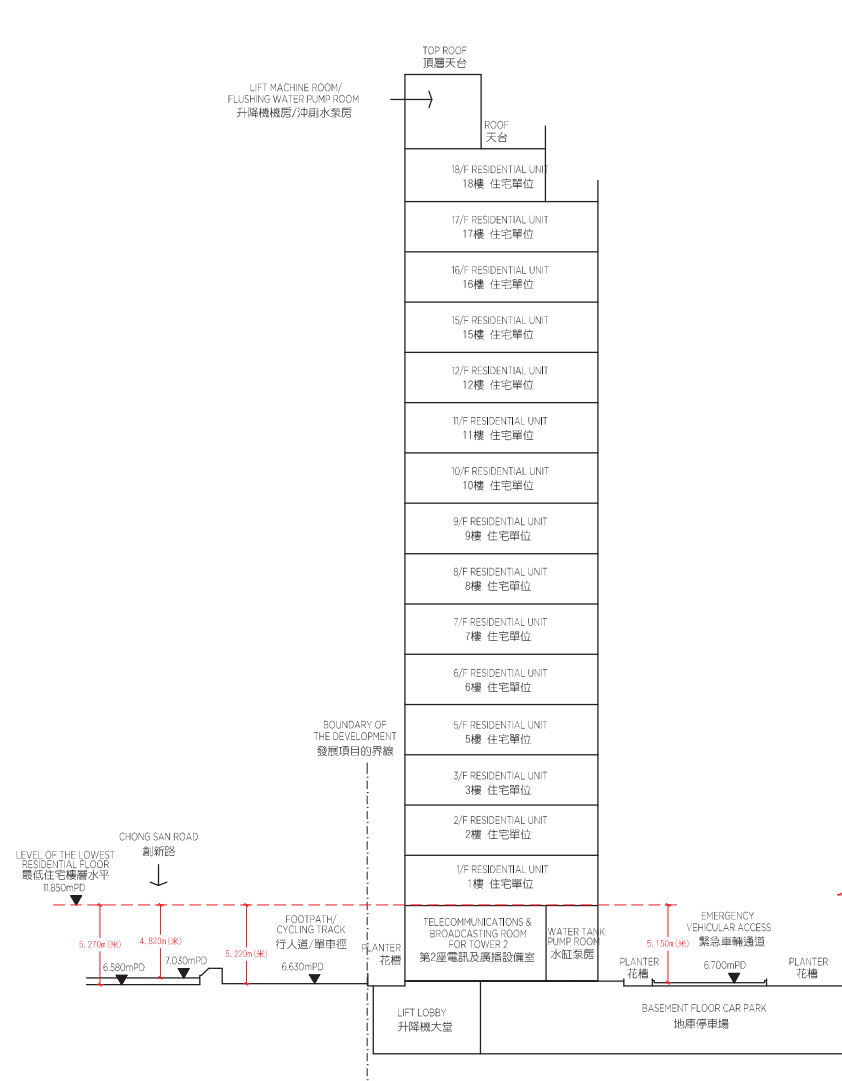 TOP ROOF
頂層天台
LIFT MACHINE ROOM/
FLUSHING WATER PUMP ROOM
升降機機房/沖廁水泵房
ROOF
天台
18/F RESIDENTIAL UNIT
18樓 住宅單位
17/F RESIDENTIAL UNIT
17樓 住宅單位
16/F RESIDENTIAL UNIT
16樓 住宅單位
15/F RESIDENTIAL UNIT
15樓 住宅單位
12/F RESIDENTIAL UNIT
12樓 住宅單位
11/F RESIDENTIAL UNIT
11樓 住宅單位
10/F RESIDENTIAL UNIT
10樓 住宅單位
9/F RESIDENTIAL UNIT
9樓 住宅單位
8/F RESIDENTIAL UNIT
8樓 住宅單位
7/F RESIDENTIAL UNIT
7樓 住宅單位
6/F RESIDENTIAL UNIT
6樓 住宅單位
BOUNDARY OF
THE DEVELOPMENT
發展項目的界線
5/F RESIDENTIAL UNIT
5樓 住宅單位
3/F RESIDENTIAL UNIT
3樓 住宅單位
2/F RESIDENTIAL UNIT
2樓 住宅單位
CHONG SAN ROAD
創新路
LEVEL OF THE LOWEST
RESIDENTIAL FLOOR
最低住宅樓層水平
11.850mPD
1/F RESIDENTIAL UNIT
1樓 住宅單位
5.270m(米)
4.820m(米)
5.220m(米)
6.580mPD
7.030mPD
FOOTPATH/
CYCLING TRACK
行人道/單車徑
6.630mPD
PLANTER
花槽
TELECOMMUNICATIONS &
BROADCASTING ROOM
FOR TOWER 2
第2座電訊及廣播設備室
WATER TANK
PUMP ROOM
水缸泵房
5.150m(米)
EMERGENCY
VEHICULAR ACCESS
緊急車輛通道
6.700mPD
PLANTER
花槽
PLANTER
花槽
LIFT LOBBY
升降機大堂
BASEMENT FLOOR CAR PARK
地庫停車場